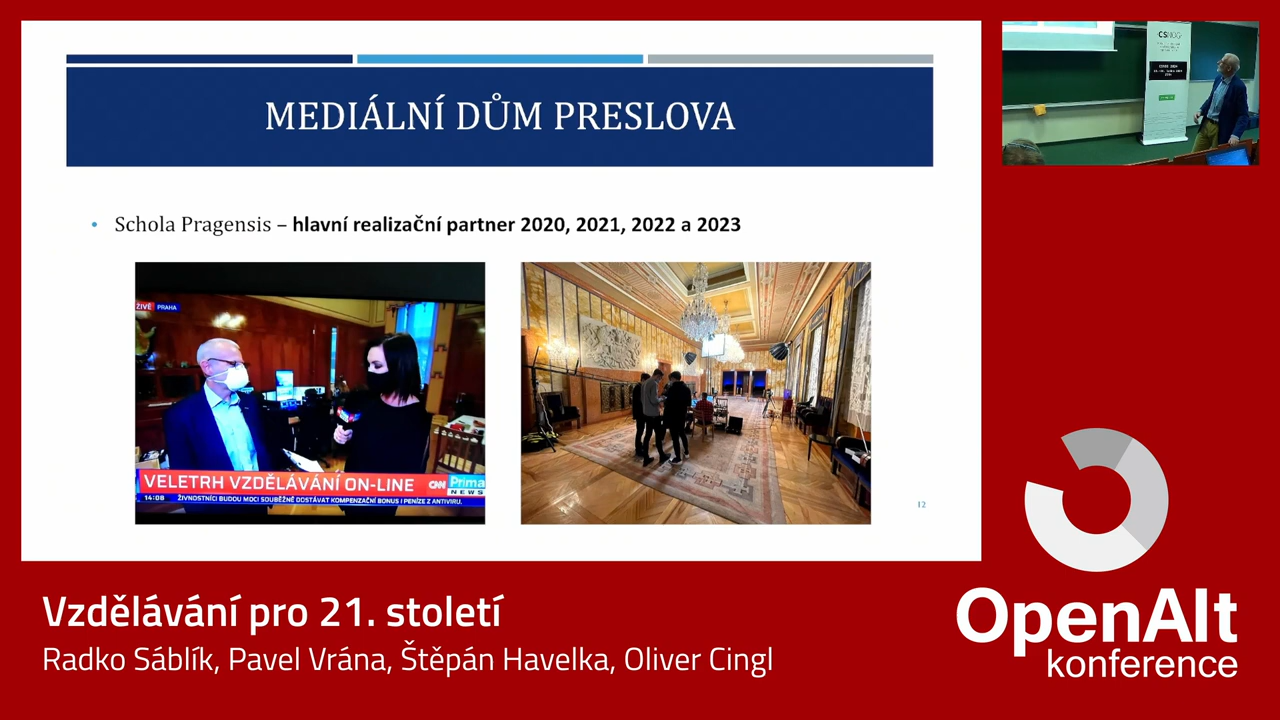 MEDIÁLNÍ DŮM PRESLOVA
• Schola Pragensis – hlavní realizační partner 2020, 2021, 2022 a 2023
ŽIVĚ PRAHA
VELETRH VZDĚLÁVÁNÍ ON-LINE
CNN Prima
NEWS
14:08 ŽIVNOSTNÍCI BUDOU MOCI SOUBĚŽNĚ DOSTÁVAT KOMPENZAČNÍ BONUS I PENÍZE Z ANTIVIRU.
12
CSNOG
Vzdělávání pro 21. století
Radko Sáblík, Pavel Vrána, Štěpán Havelka, Oliver Cingl
OpenAlt
konference